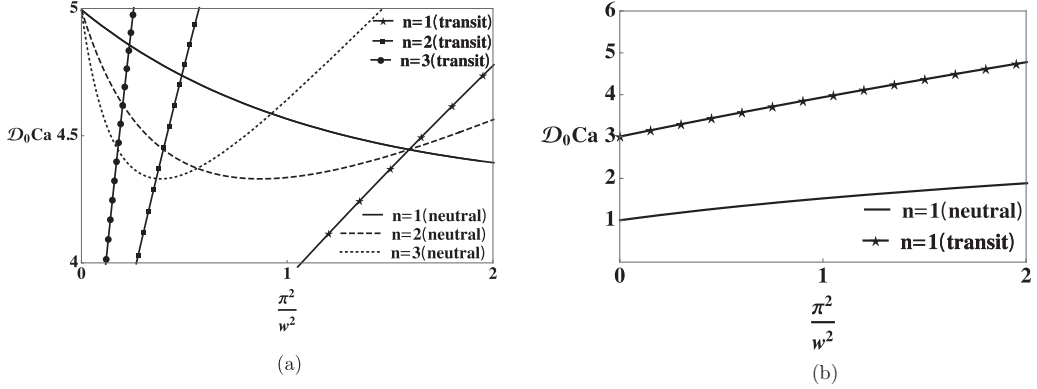 5
4.5
4
𝒟₀Ca
n=1(transit)
n=2(transit)
n=3(transit)
n=1(neutral)
n=2(neutral)
n=3(neutral)
0
1
2
π²
w²
(a)
6
5
4
𝒟₀Ca
3
2
1
n=1(neutral)
n=1(transit)
0
1
2
π²
w²
(b)